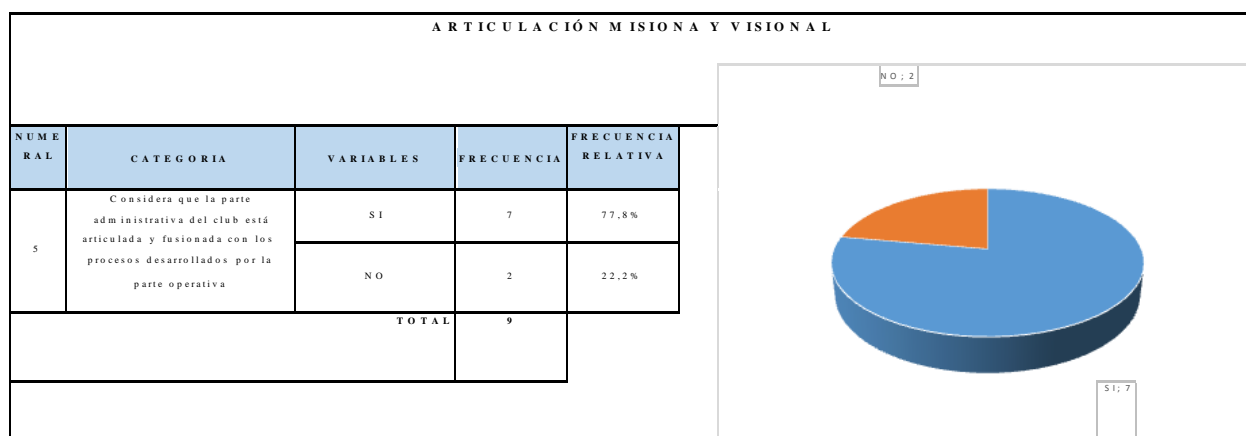 ARTICULACIÓN MISIONA Y VISIONAL
NO; 2
NUME
RAL
CATEGORIA
VARIABLES
FRECUENCIA
FRECUENCIA
RELATIVA
5
Considera que la parte
administrativa del club está
articulada y fusionada con los
procesos desarrollados por la
parte operativa
SI
7
77,8%
NO
2
22,2%
TOTAL
9
SI; 7